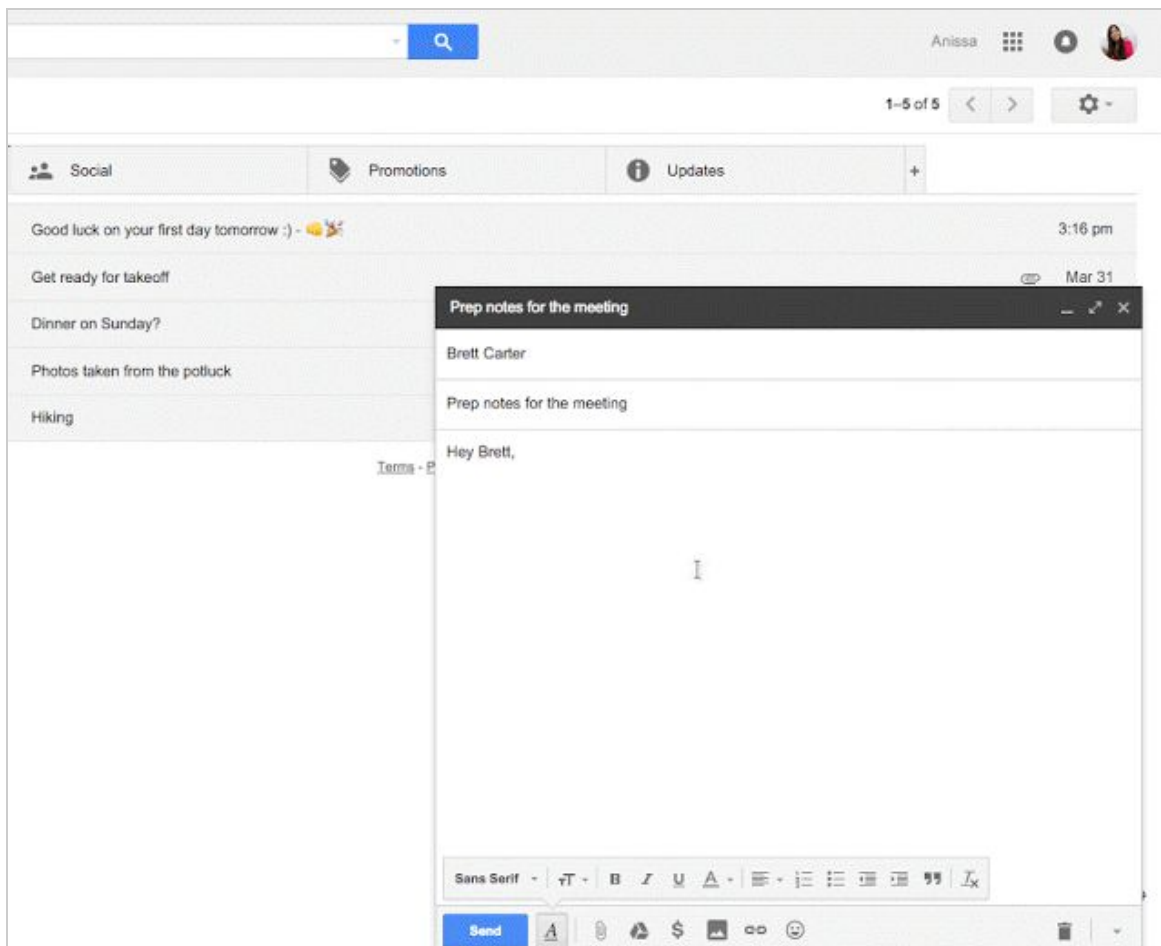 Anissa
1–5 of 5
Social Promotions Updates +
Good luck on your first day tomorrow :) - 👊🎉 3:16 pm
Get ready for takeoff Mar 31
Dinner on Sunday?
Photos taken from the potluck
Hiking
Terms - P
Prep notes for the meeting
Brett Carter
Prep notes for the meeting
Hey Brett,
Sans Serif
Send